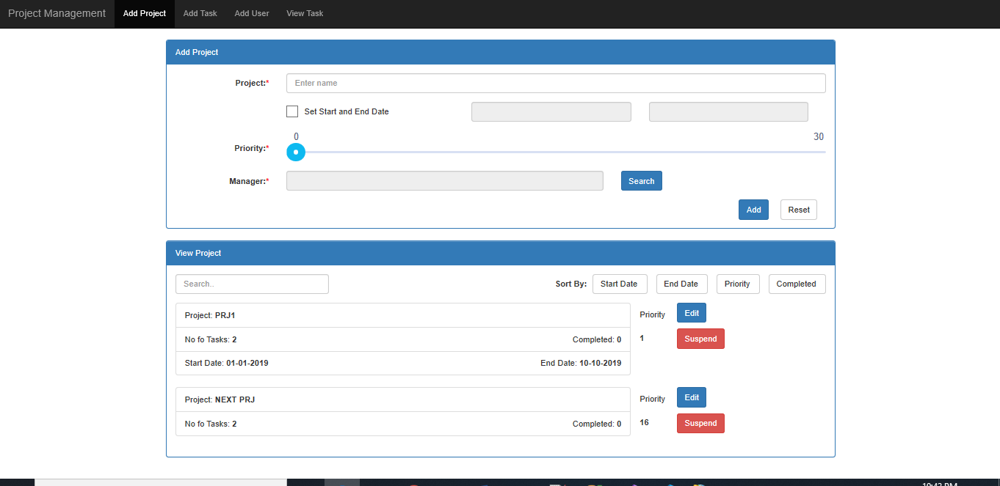 Project Management Add Project Add Task Add User View Task
Add Project
Project:* Enter name
Set Start and End Date
0 30
Priority:*
Manager:* Search
Add Reset
View Project
Search.. Sort By: Start Date End Date Priority Completed
Project: PRJ1 Priority Edit
No fo Tasks: 2 Completed: 0 1 Suspend
Start Date: 01-01-2019 End Date: 10-10-2019
Project: NEXT PRJ Priority Edit
No fo Tasks: 2 Completed: 0 16 Suspend